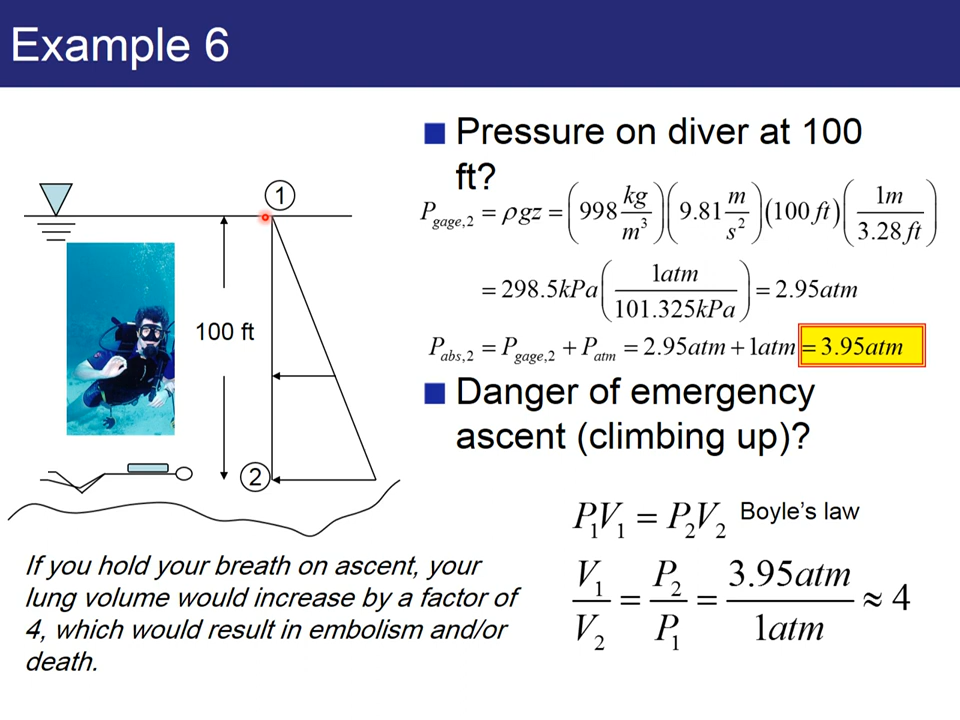 Example 6
■ Pressure on diver at 100
ft?
P_gage,2 = ρgz = (998 kg/m³)(9.81 m/s²)(100 ft)(1m/3.28 ft)
= 298.5kPa(1atm/101.325kPa) = 2.95atm
P_abs,2 = P_gage,2 + P_atm = 2.95atm + 1atm = 3.95atm
■ Danger of emergency
ascent (climbing up)?
P₁V₁ = P₂V₂ Boyle's law
V₁/V₂ = P₂/P₁ = 3.95atm/1atm ≈ 4
1
100 ft
2
If you hold your breath on ascent, your
lung volume would increase by a factor of
4, which would result in embolism and/or
death.